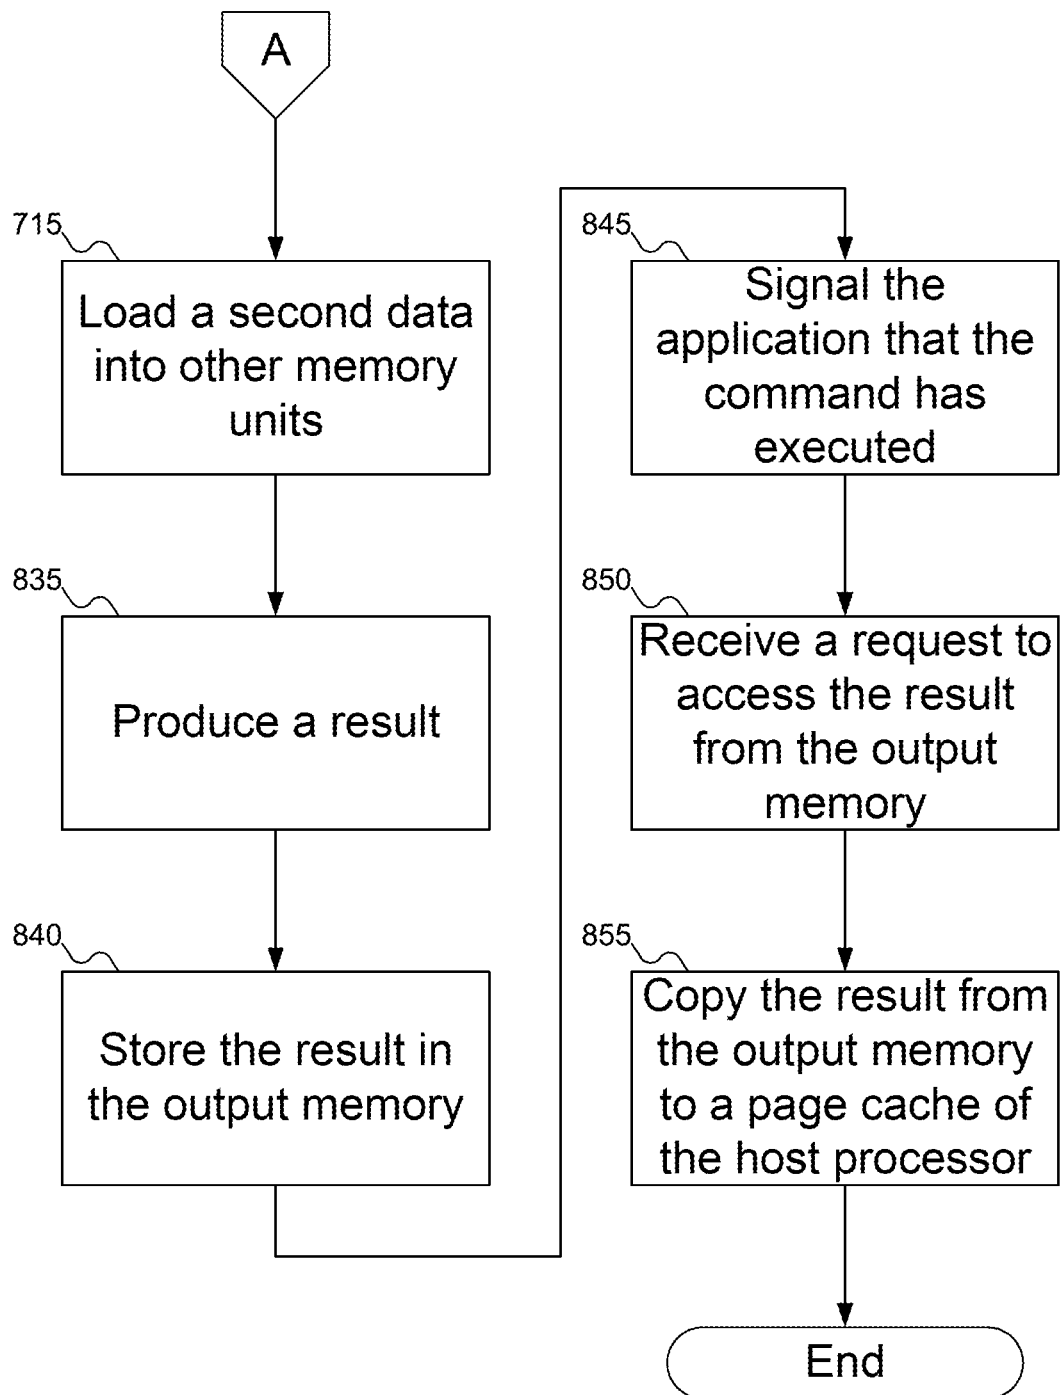 A
715
Load a second data
into other memory
units
835
Produce a result
840
Store the result in
the output memory
845
Signal the
application that the
command has
executed
850
Receive a request to
access the result
from the output
memory
855
Copy the result from
the output memory
to a page cache of
the host processor
End